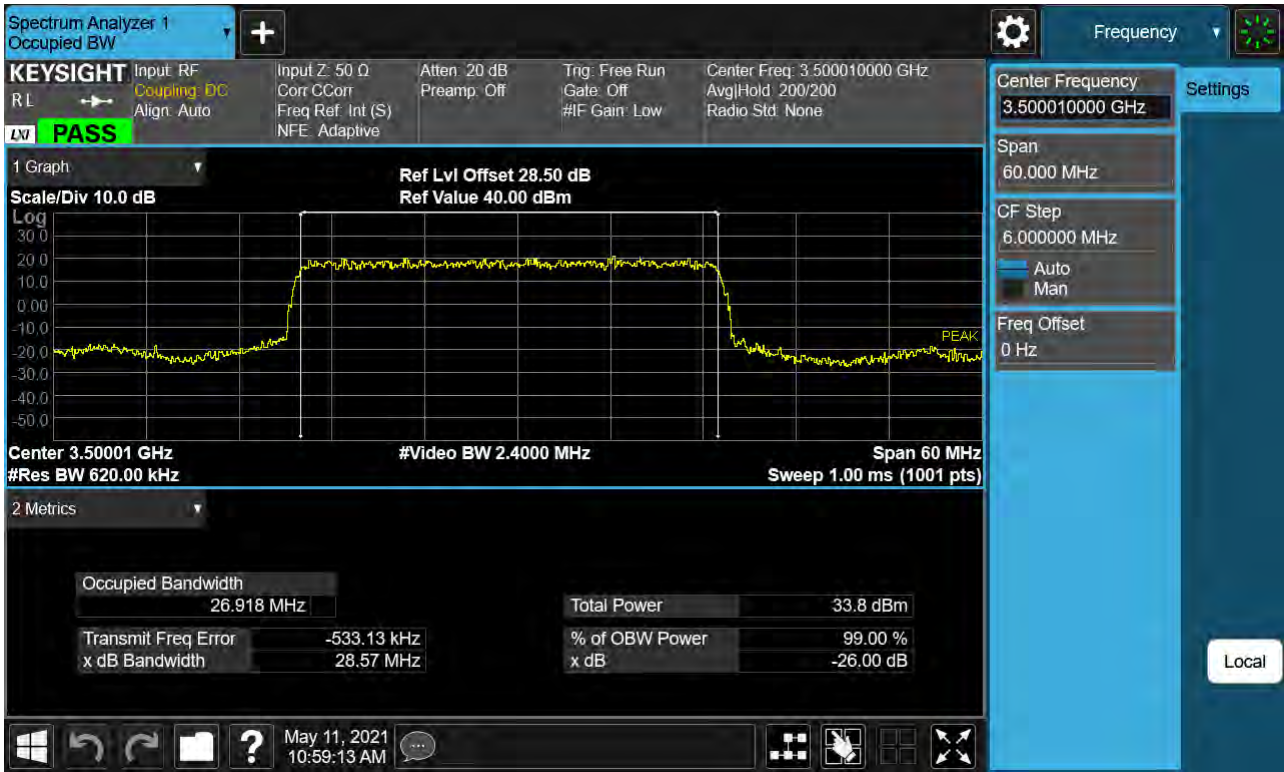 Spectrum Analyzer 1
Occupied BW
+
Frequency
KEYSIGHT
R L
LXI
PASS
Input: RF
Coupling: DC
Align: Auto
Input Z: 50 Ω
Corr CCorr
Freq Ref: Int (S)
NFE: Adaptive
Atten: 20 dB
Preamp: Off
Trig: Free Run
Gate: Off
#IF Gain: Low
Center Freq: 3.500010000 GHz
Avg|Hold: 200/200
Radio Std: None
Center Frequency
3.500010000 GHz
Settings
Span
60.000 MHz
CF Step
6.000000 MHz
Auto
Man
Freq Offset
0 Hz
Local
1 Graph
Scale/Div 10.0 dB
Ref Lvl Offset 28.50 dB
Ref Value 40.00 dBm
Log
30.0
20.0
10.0
0.00
-10.0
-20.0
-30.0
-40.0
-50.0
PEAK
Center 3.50001 GHz
#Video BW 2.4000 MHz
Span 60 MHz
#Res BW 620.00 kHz
Sweep 1.00 ms (1001 pts)
2 Metrics
Occupied Bandwidth
26.918 MHz
Total Power 33.8 dBm
Transmit Freq Error -533.13 kHz
% of OBW Power 99.00 %
x dB Bandwidth 28.57 MHz
x dB -26.00 dB
?
May 11, 2021
10:59:13 AM